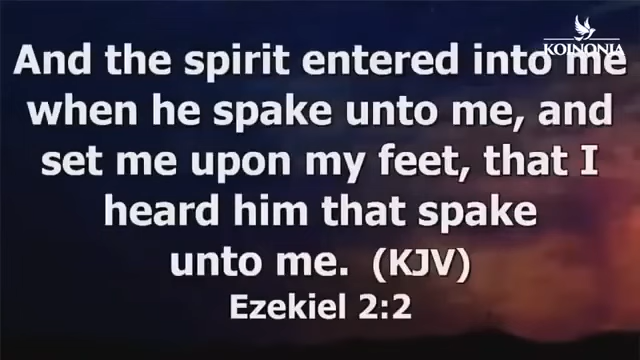 KOINONIA
And the spirit entered into me
when he spake unto me, and
set me upon my feet, that I
heard him that spake
unto me. (KJV)
Ezekiel 2:2